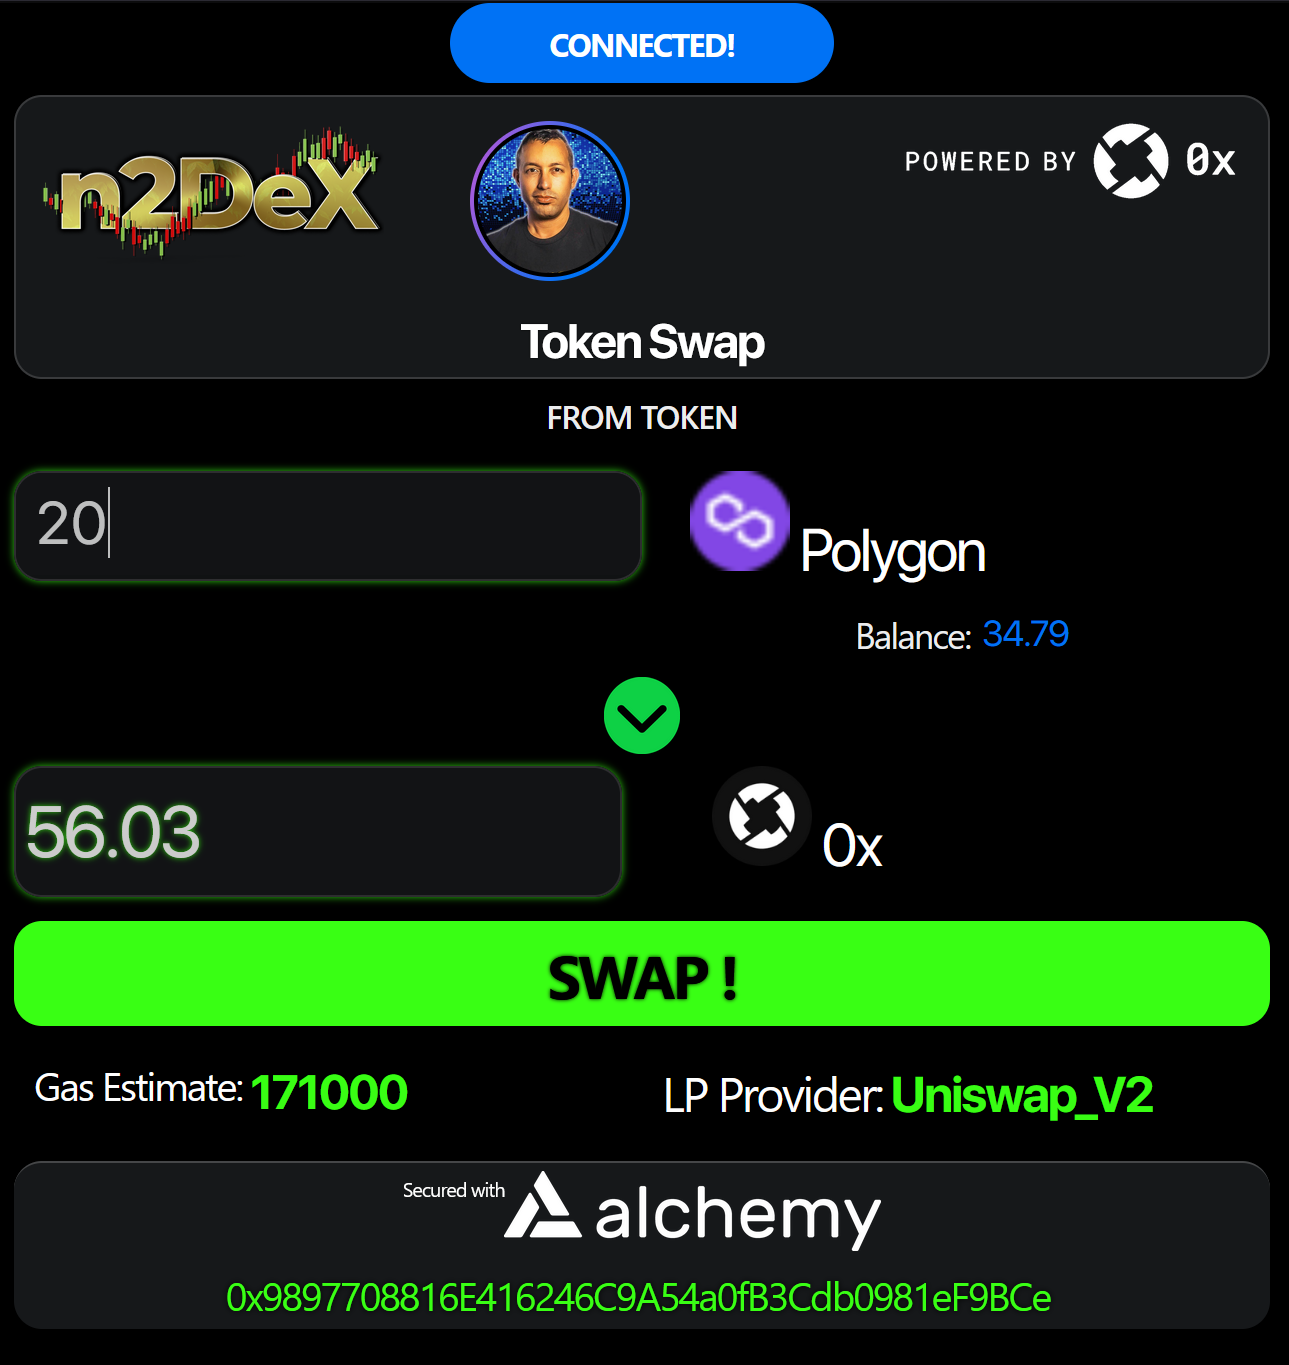 CONNECTED!
n2DeX
POWERED BY 0x
Token Swap
FROM TOKEN
20
Polygon
Balance: 34.79
56.03
0x
SWAP !
Gas Estimate: 171000
LP Provider: Uniswap_V2
Secured with alchemy
0x9897708816E416246C9A54a0fB3Cdb0981eF9BCe